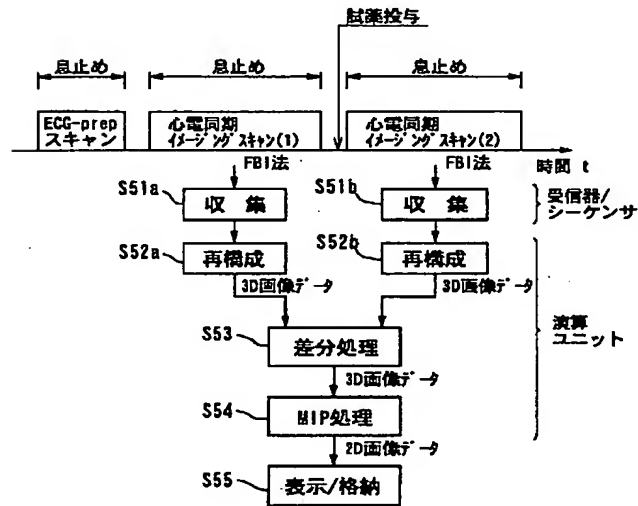 試薬投与
息止め
息止め
息止め
ECG-prep
スキャン
心電同期
イメージングスキャン(1)
心電同期
イメージングスキャン(2)
FBI法
FBI法
時間 t
S51a
収集
S51b
収集
受信器/
シーケンサ
S52a
再構成
S52b
再構成
3D画像データ
3D画像データ
演算
ユニット
S53
差分処理
3D画像データ
S54
MIP処理
2D画像データ
S55
表示/格納